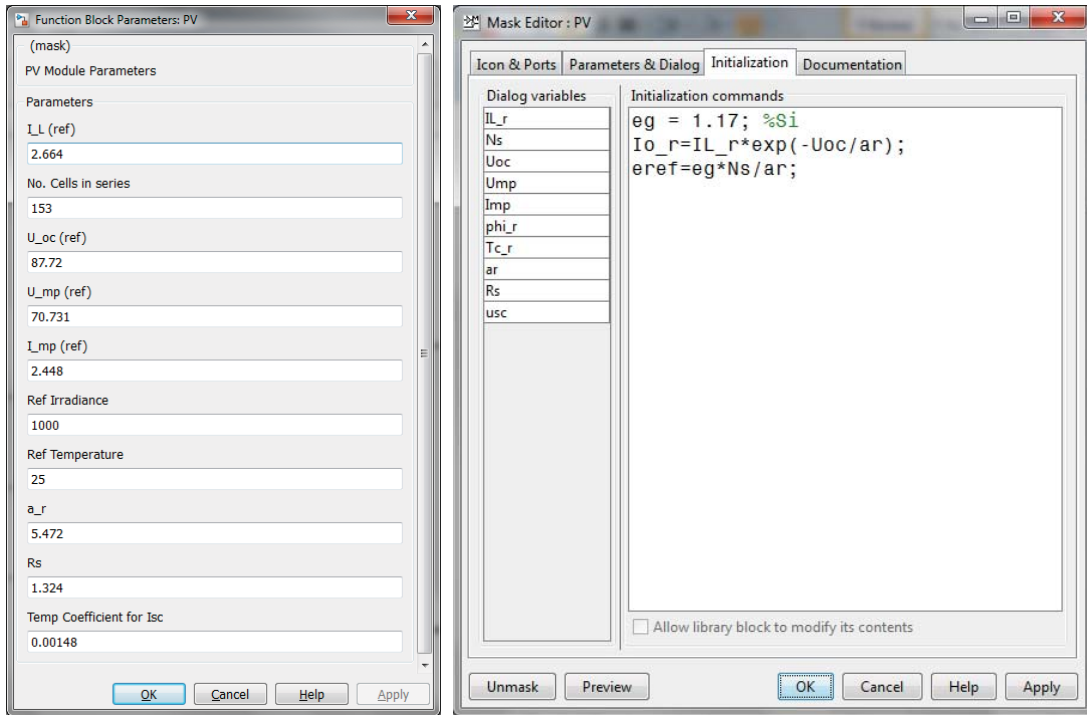 Function Block Parameters: PV
(mask)
PV Module Parameters
Parameters
I_L (ref)
2.664
No. Cells in series
153
U_oc (ref)
87.72
U_mp (ref)
70.731
I_mp (ref)
2.448
Ref Irradiance
1000
Ref Temperature
25
a_r
5.472
Rs
1.324
Temp Coefficient for Isc
0.00148
OK Cancel Help Apply
Mask Editor : PV
Icon & Ports Parameters & Dialog Initialization Documentation
Dialog variables
IL_r
Ns
Uoc
Ump
Imp
phi_r
Tc_r
ar
Rs
usc
Initialization commands
eg = 1.17; %Si
Io_r=IL_r*exp(-Uoc/ar);
eref=eg*Ns/ar;
Allow library block to modify its contents
Unmask Preview OK Cancel Help Apply